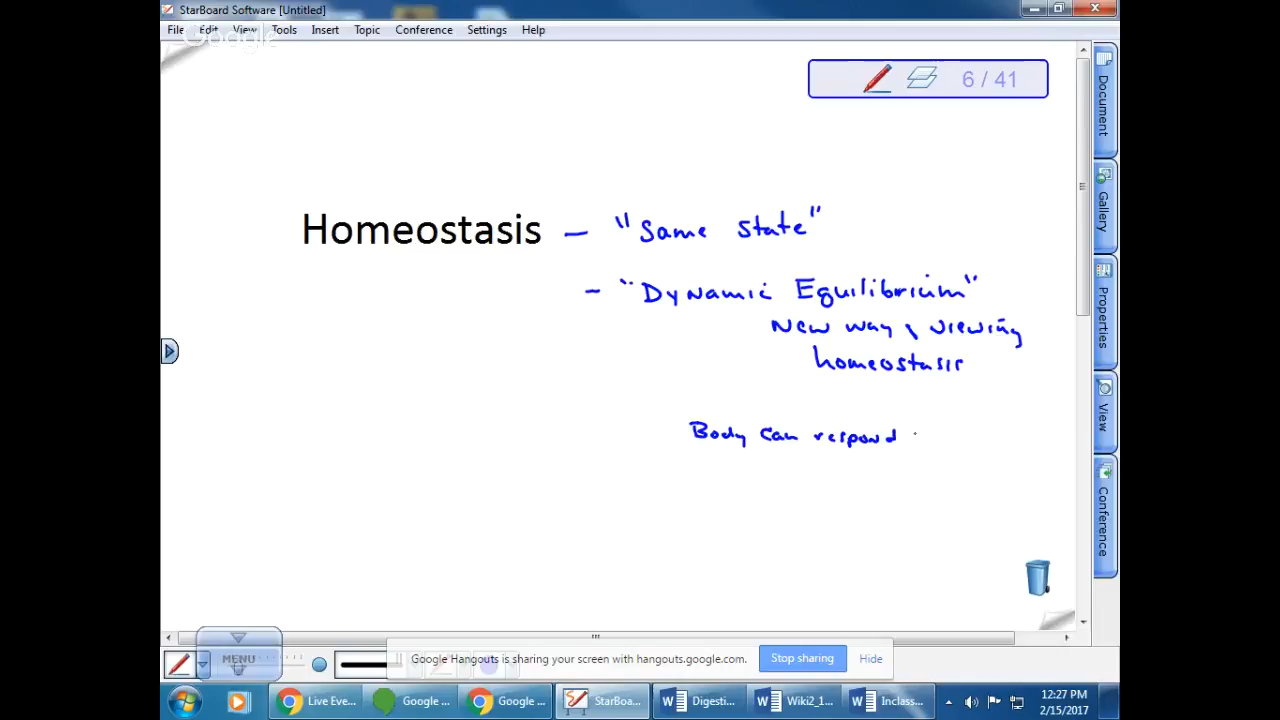 StarBoard Software [Untitled]
File Edit View Tools Insert Topic Conference Settings Help
Google
6 / 41
Document
Gallery
Properties
View
Conference
Homeostasis – "Same state"
– "Dynamic Equilibrium"
New way viewing
homeostasis
Body can respond
MENU
Google Hangouts is sharing your screen with hangouts.google.com. Stop sharing Hide
Live Eve... Google ... Google ... StarBoa... Digesti... Wiki2_1... Inclass...
12:27 PM
2/15/2017